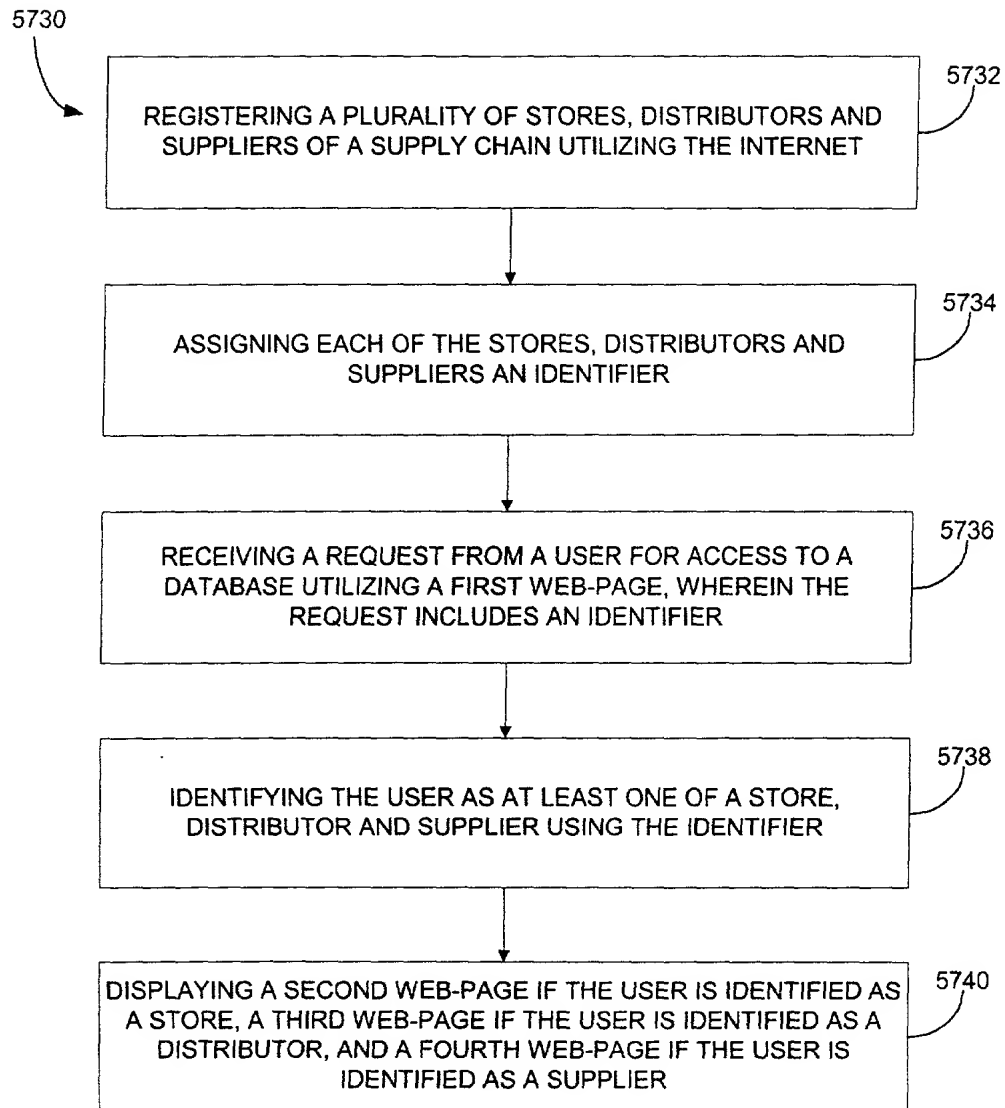 5730
5732
REGISTERING A PLURALITY OF STORES, DISTRIBUTORS AND
SUPPLIERS OF A SUPPLY CHAIN UTILIZING THE INTERNET
5734
ASSIGNING EACH OF THE STORES, DISTRIBUTORS AND
SUPPLIERS AN IDENTIFIER
5736
RECEIVING A REQUEST FROM A USER FOR ACCESS TO A
DATABASE UTILIZING A FIRST WEB-PAGE, WHEREIN THE
REQUEST INCLUDES AN IDENTIFIER
5738
IDENTIFYING THE USER AS AT LEAST ONE OF A STORE,
DISTRIBUTOR AND SUPPLIER USING THE IDENTIFIER
5740
DISPLAYING A SECOND WEB-PAGE IF THE USER IS IDENTIFIED AS
A STORE, A THIRD WEB-PAGE IF THE USER IS IDENTIFIED AS A
DISTRIBUTOR, AND A FOURTH WEB-PAGE IF THE USER IS
IDENTIFIED AS A SUPPLIER